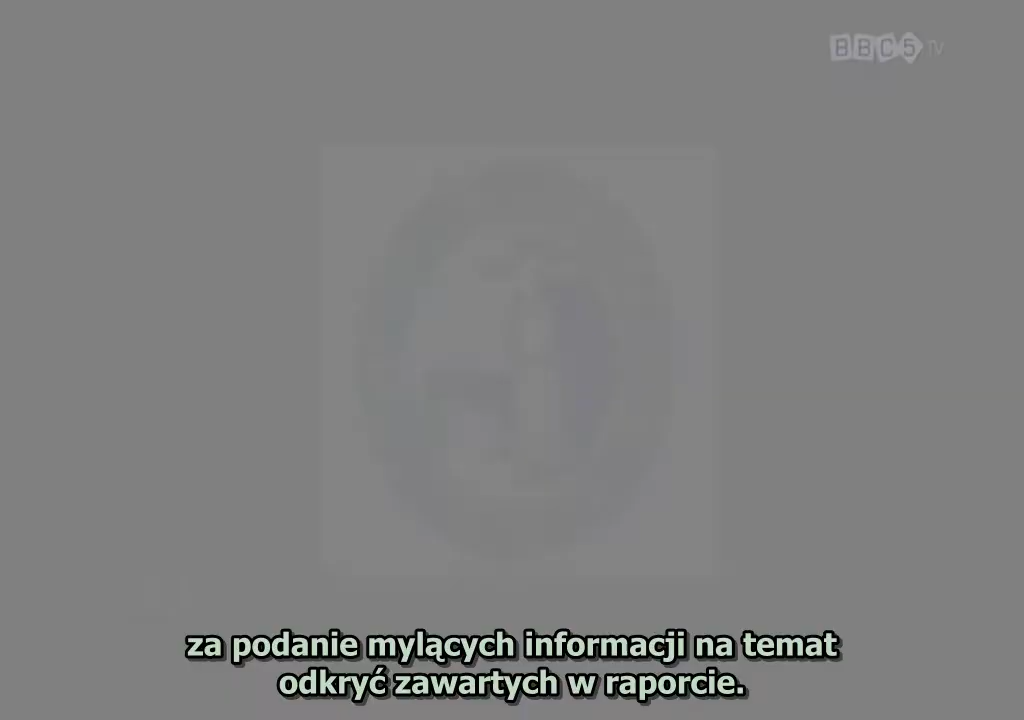 BBC5 TV
za podanie mylących informacji na temat
odkryć zawartych w raporcie.